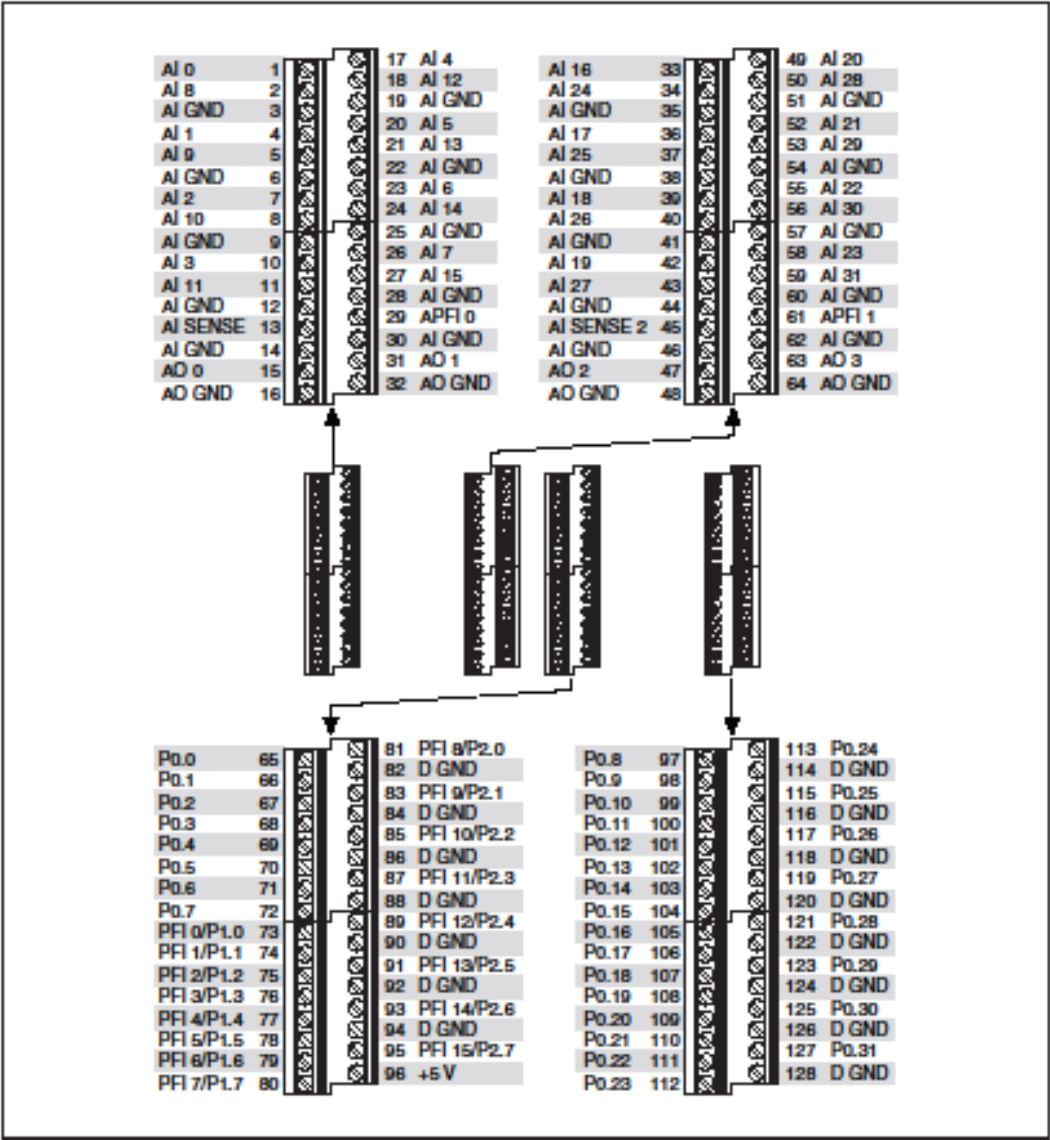 AI 0 1
AI 8 2
AI GND 3
AI 1 4
AI 9 5
AI GND 6
AI 2 7
AI 10 8
AI GND 9
AI 3 10
AI 11 11
AI GND 12
AI SENSE 13
AI GND 14
AO 0 15
AO GND 16
17 AI 4
18 AI 12
19 AI GND
20 AI 5
21 AI 13
22 AI GND
23 AI 6
24 AI 14
25 AI GND
26 AI 7
27 AI 15
28 AI GND
29 APFI 0
30 AI GND
31 AO 1
32 AO GND
AI 16 33
AI 24 34
AI GND 35
AI 17 36
AI 25 37
AI GND 38
AI 18 39
AI 26 40
AI GND 41
AI 19 42
AI 27 43
AI GND 44
AI SENSE 2 45
AI GND 46
AO 2 47
AO GND 48
49 AI 20
50 AI 28
51 AI GND
52 AI 21
53 AI 29
54 AI GND
55 AI 22
56 AI 30
57 AI GND
58 AI 23
59 AI 31
60 AI GND
61 APFI 1
62 AI GND
63 AO 3
64 AO GND
P0.0 65
P0.1 66
P0.2 67
P0.3 68
P0.4 69
P0.5 70
P0.6 71
P0.7 72
PFI 0/P1.0 73
PFI 1/P1.1 74
PFI 2/P1.2 75
PFI 3/P1.3 76
PFI 4/P1.4 77
PFI 5/P1.5 78
PFI 6/P1.6 79
PFI 7/P1.7 80
81 PFI 8/P2.0
82 D GND
83 PFI 9/P2.1
84 D GND
85 PFI 10/P2.2
86 D GND
87 PFI 11/P2.3
88 D GND
89 PFI 12/P2.4
90 D GND
91 PFI 13/P2.5
92 D GND
93 PFI 14/P2.6
94 D GND
95 PFI 15/P2.7
96 +5 V
P0.8 97
P0.9 98
P0.10 99
P0.11 100
P0.12 101
P0.13 102
P0.14 103
P0.15 104
P0.16 105
P0.17 106
P0.18 107
P0.19 108
P0.20 109
P0.21 110
P0.22 111
P0.23 112
113 P0.24
114 D GND
115 P0.25
116 D GND
117 P0.26
118 D GND
119 P0.27
120 D GND
121 P0.28
122 D GND
123 P0.29
124 D GND
125 P0.30
126 D GND
127 P0.31
128 D GND